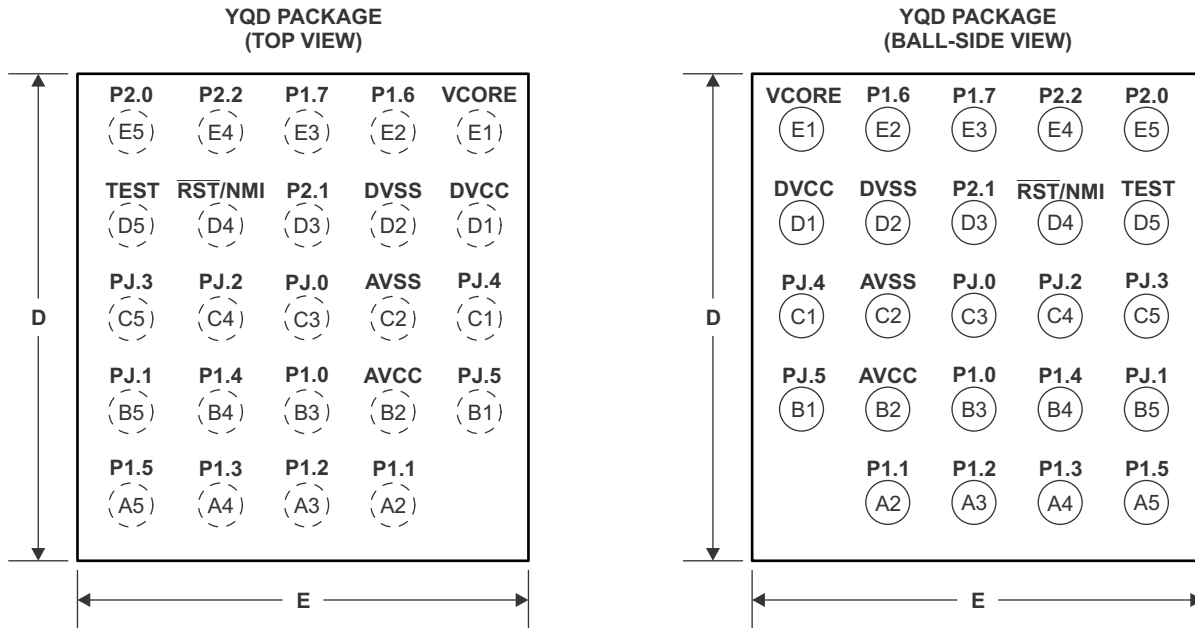 YQD PACKAGE
(TOP VIEW)
P2.0 P2.2 P1.7 P1.6 VCORE
E5 E4 E3 E2 E1
TEST RST/NMI P2.1 DVSS DVCC
D5 D4 D3 D2 D1
PJ.3 PJ.2 PJ.0 AVSS PJ.4
C5 C4 C3 C2 C1
D
PJ.1 P1.4 P1.0 AVCC PJ.5
B5 B4 B3 B2 B1
P1.5 P1.3 P1.2 P1.1
A5 A4 A3 A2
E
YQD PACKAGE
(BALL-SIDE VIEW)
VCORE P1.6 P1.7 P2.2 P2.0
E1 E2 E3 E4 E5
DVCC DVSS P2.1 RST/NMI TEST
D1 D2 D3 D4 D5
PJ.4 AVSS PJ.0 PJ.2 PJ.3
C1 C2 C3 C4 C5
D
PJ.5 AVCC P1.0 P1.4 PJ.1
B1 B2 B3 B4 B5
P1.1 P1.2 P1.3 P1.5
A2 A3 A4 A5
E